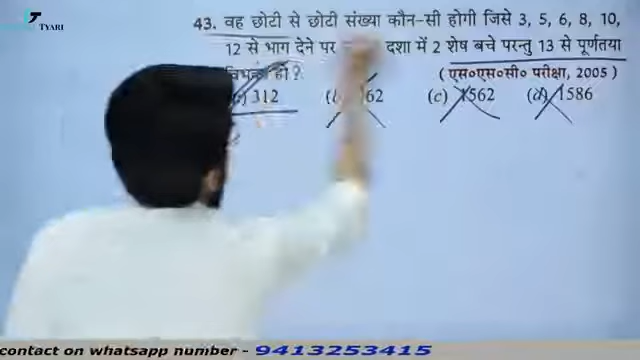 TYARI
43. वह छोटी से छोटी संख्या कौन-सी होगी जिसे 3, 5, 6, 8, 10,
12 से भाग देने पर दशा में 2 शेष बचे परन्तु 13 से पूर्णतया
विभक्त हो?
( एस०एस०सी० परीक्षा, 2005 )
312 (c) 1562 (d) 1586
contact on whatsapp number - 9413253415